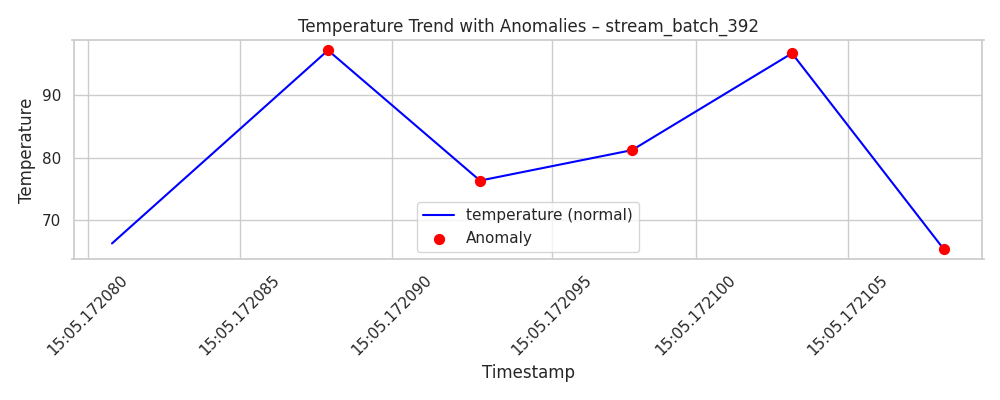 Temperature Trend with Anomalies – stream_batch_392
Temperature
90
80
70
temperature (normal)
Anomaly
15:05.172080
15:05.172085
15:05.172090
15:05.172095
15:05.172100
15:05.172105
Timestamp